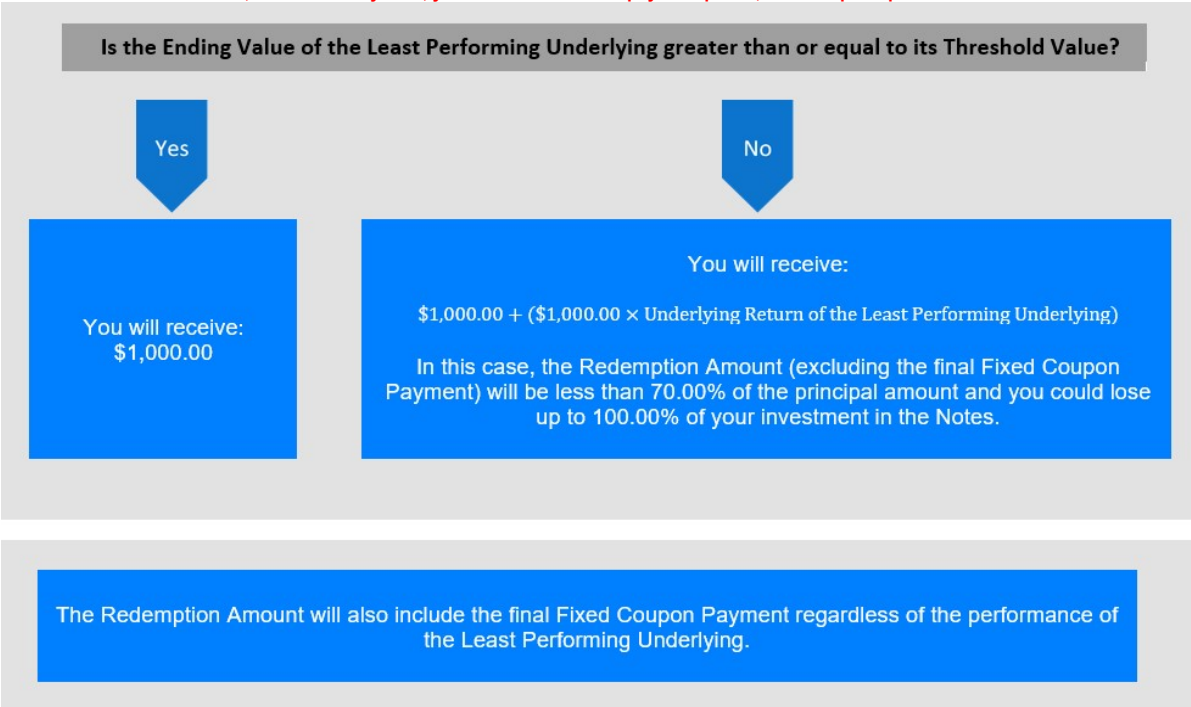 Is the Ending Value of the Least Performing Underlying greater than or equal to its Threshold Value?
Yes
No
You will receive:
$1,000.00
You will receive:
$1,000.00 + ($1,000.00 × Underlying Return of the Least Performing Underlying)
In this case, the Redemption Amount (excluding the final Fixed Coupon
Payment) will be less than 70.00% of the principal amount and you could lose
up to 100.00% of your investment in the Notes.
The Redemption Amount will also include the final Fixed Coupon Payment regardless of the performance of
the Least Performing Underlying.